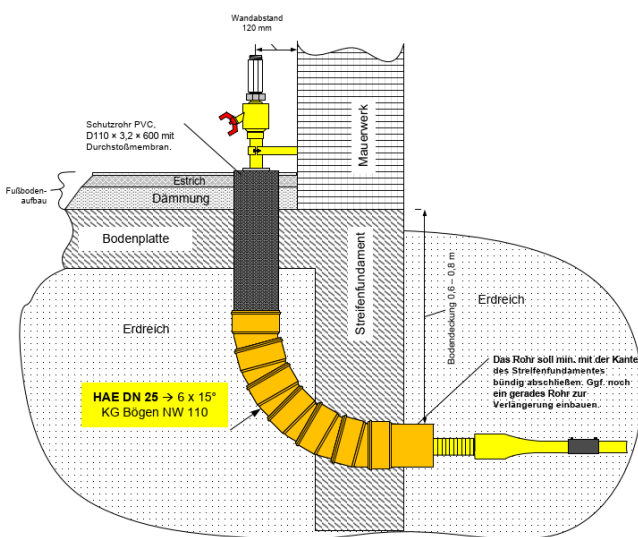 Wandabstand
120 mm
Schutzrohr PVC,
D110 × 3,2 × 600 mit
Durchstoßmembran.
Mauerwerk
Fußboden-
aufbau
Estrich
Dämmung
Bodenplatte
Streifenfundament
Bodendeckung 0,6 – 0,8 m
Erdreich
Erdreich
HAE DN 25 → 6 x 15°
KG Bögen NW 110
Das Rohr soll min. mit der Kante
des Streifenfundamentes
bündig abschließen. Ggf. noch
ein gerades Rohr zur
Verlängerung einbauen.